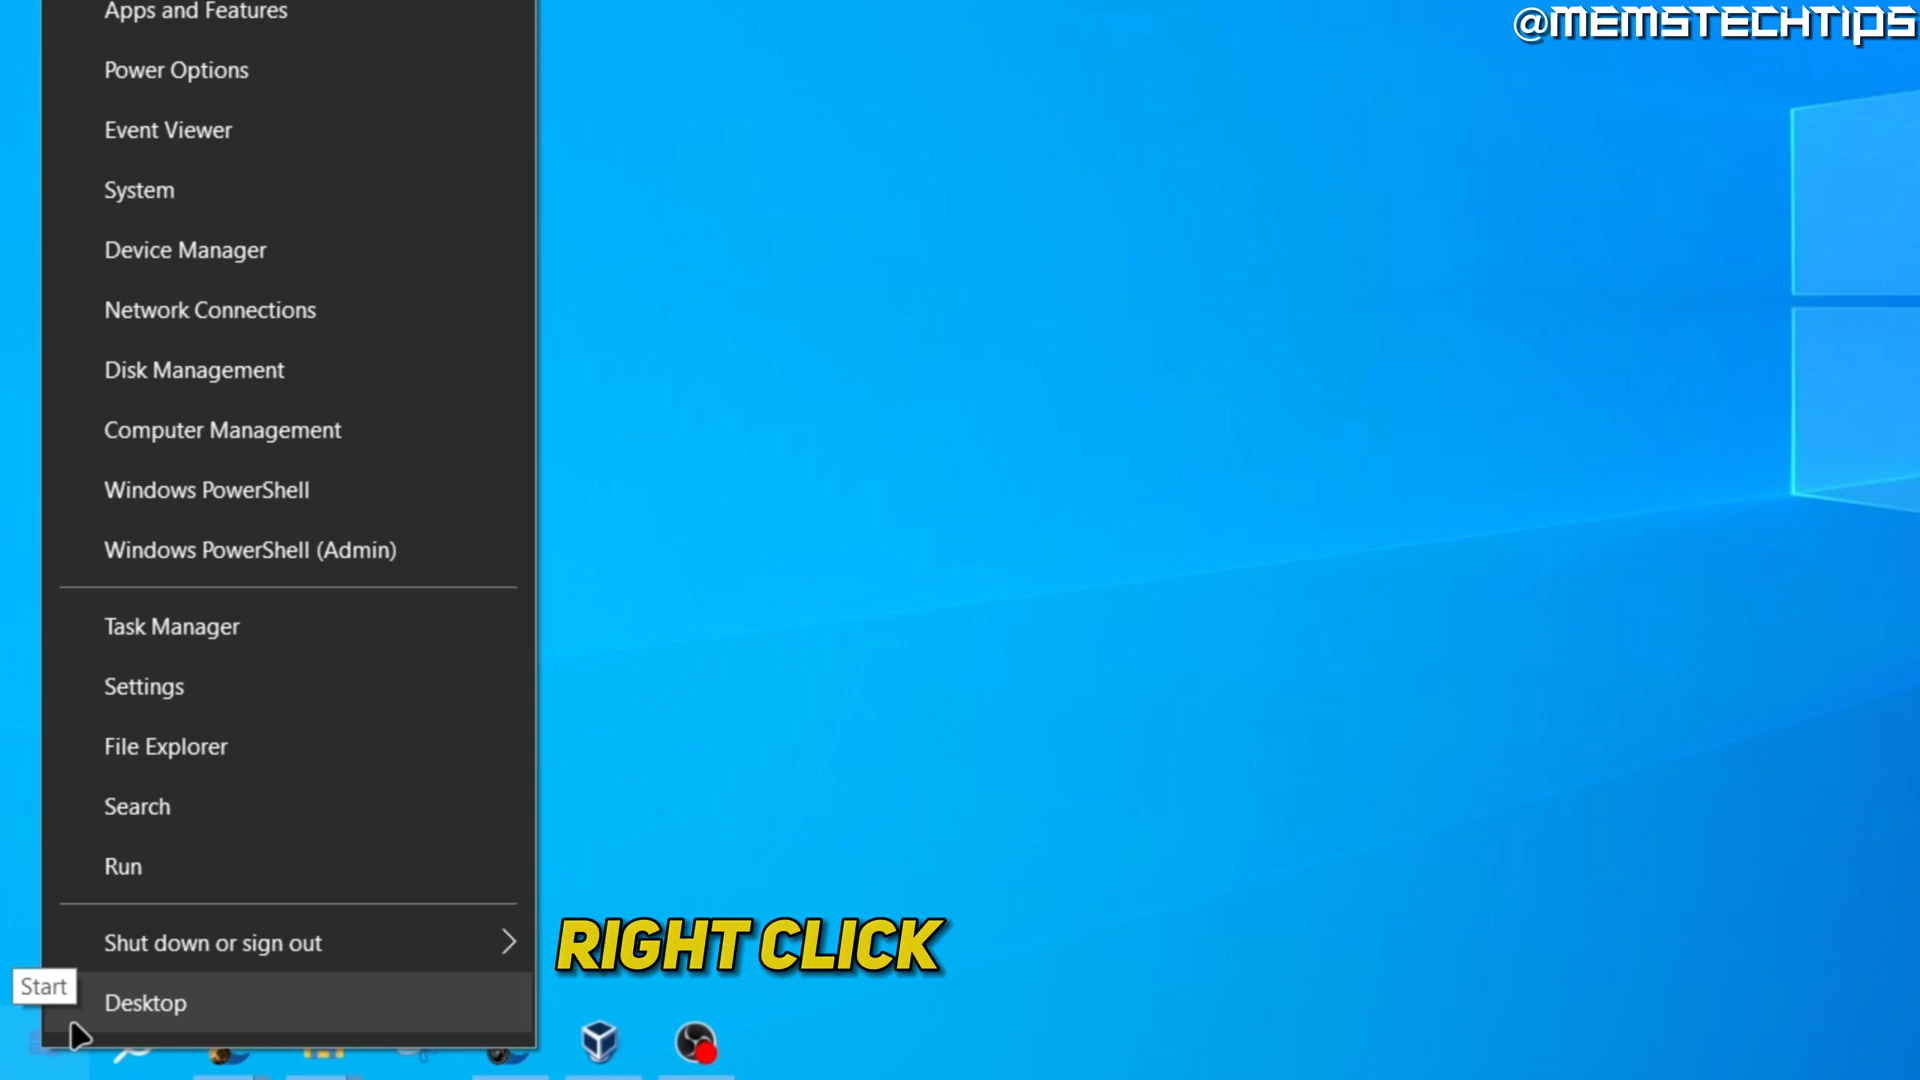 Apps and Features
@MEMSTECHTIPS
Power Options
Event Viewer
System
Device Manager
Network Connections
Disk Management
Computer Management
Windows PowerShell
Windows PowerShell (Admin)
Task Manager
Settings
File Explorer
Search
Run
Shut down or sign out
RIGHT CLICK
Start
Desktop